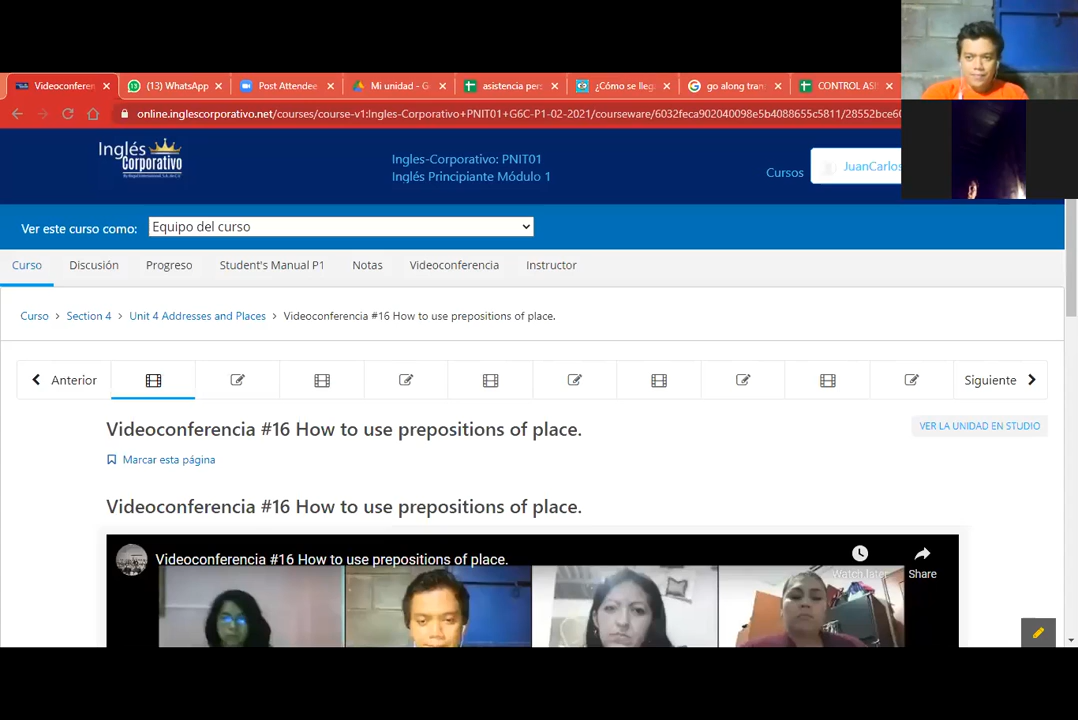 Videoconferen
(13) WhatsApp
Post Attendee
Mi unidad - G
asistencia per
¿Cómo se lleg
go along tran
CONTROL ASI
online.inglescorporativo.net/courses/course-v1:Ingles-Corporativo+PNIT01+G6C-P1-02-2021/courseware/6032feca902040098e5b4088655c5811/28552bce60
Inglés
Corporativo
Ingles-Corporativo: PNIT01
Inglés Principiante Módulo 1
Cursos
JuanCarlos
Ver este curso como:
Equipo del curso
Curso
Discusión
Progreso
Student's Manual P1
Notas
Videoconferencia
Instructor
Curso > Section 4 > Unit 4 Addresses and Places > Videoconferencia #16 How to use prepositions of place.
Anterior
Siguiente
Videoconferencia #16 How to use prepositions of place.
VER LA UNIDAD EN STUDIO
Marcar esta página
Videoconferencia #16 How to use prepositions of place.
Videoconferencia #16 How to use prepositions of place.
Watch later
Share